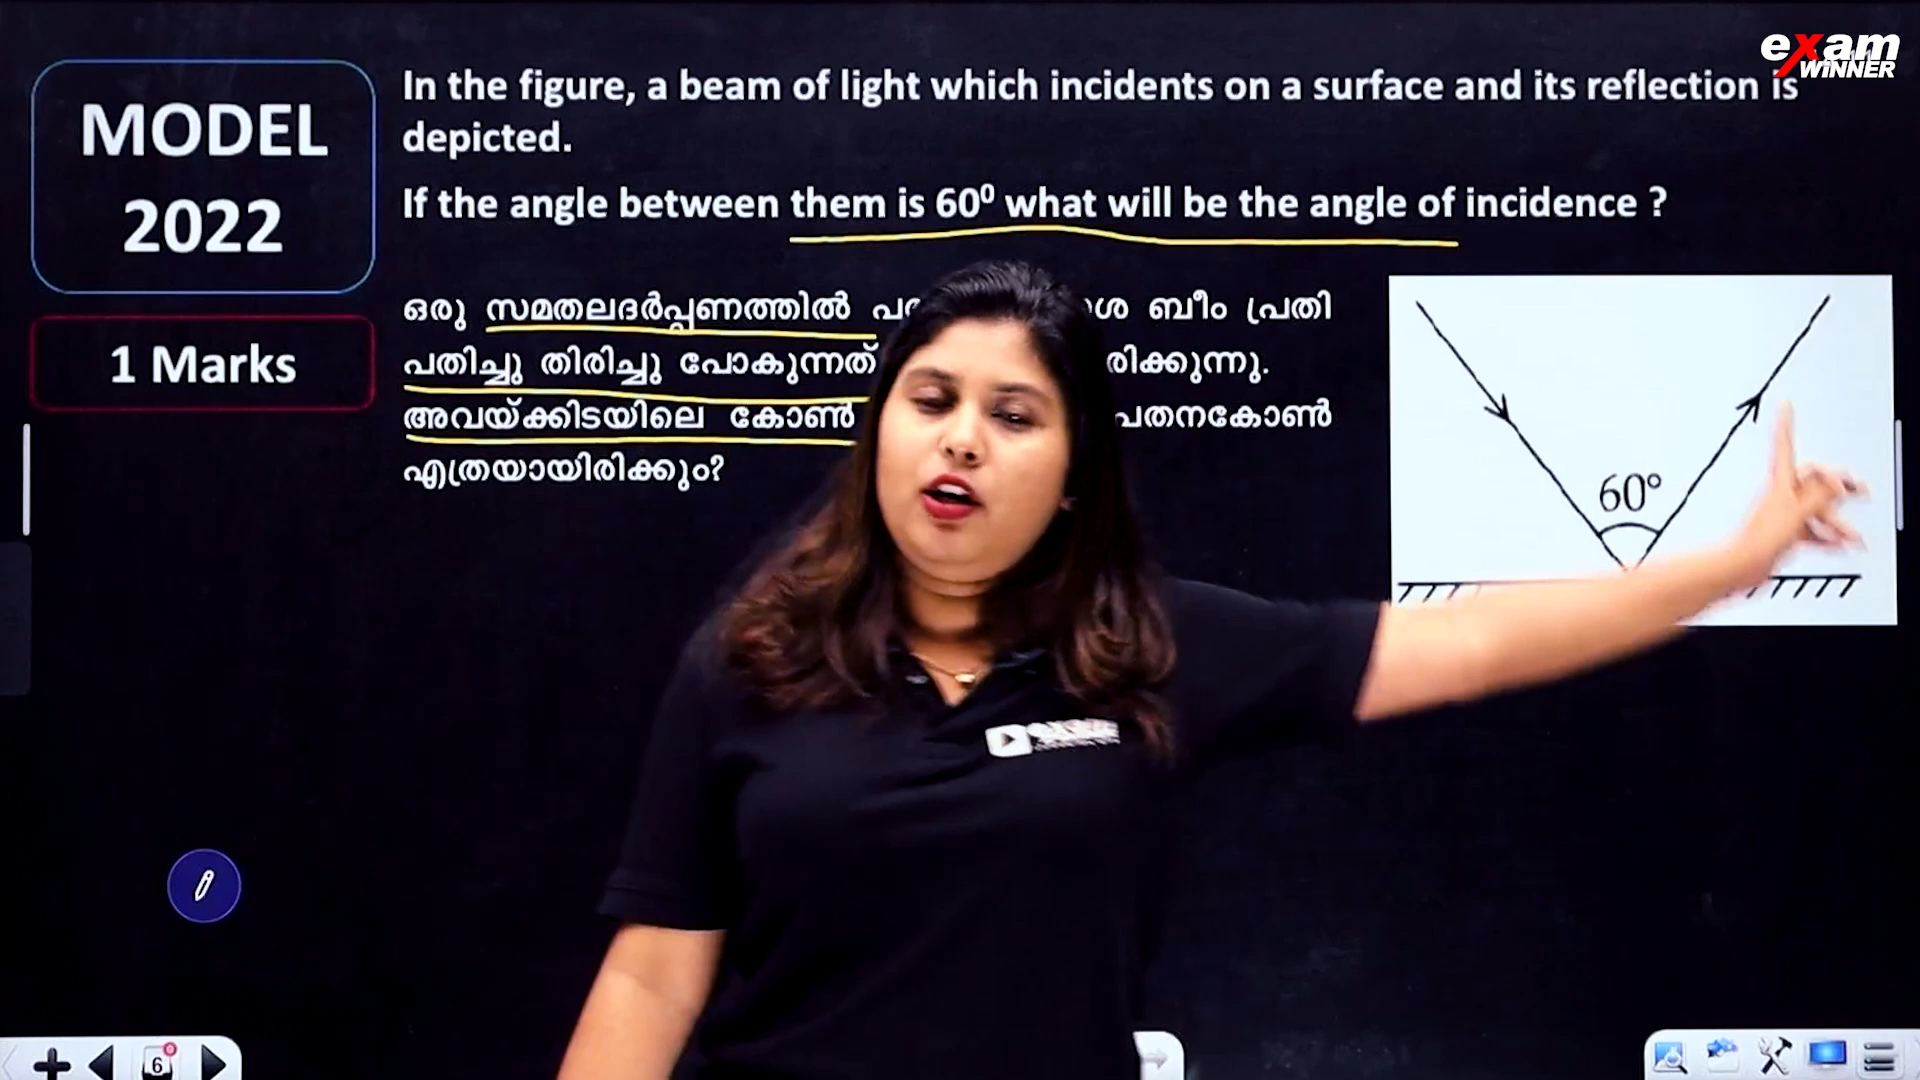 exam
WINNER
MODEL
2022
1 Marks
In the figure, a beam of light which incidents on a surface and its reflection is
depicted.
If the angle between them is 60⁰ what will be the angle of incidence ?
ഒരു സമതലദർപ്പണത്തിൽ ബീം പ്രതി
പതിച്ചു തിരിച്ചു പോകുന്നത്
അവയ്ക്കിടയിലെ കോൺ
എത്രയായിരിക്കും?
60°
6